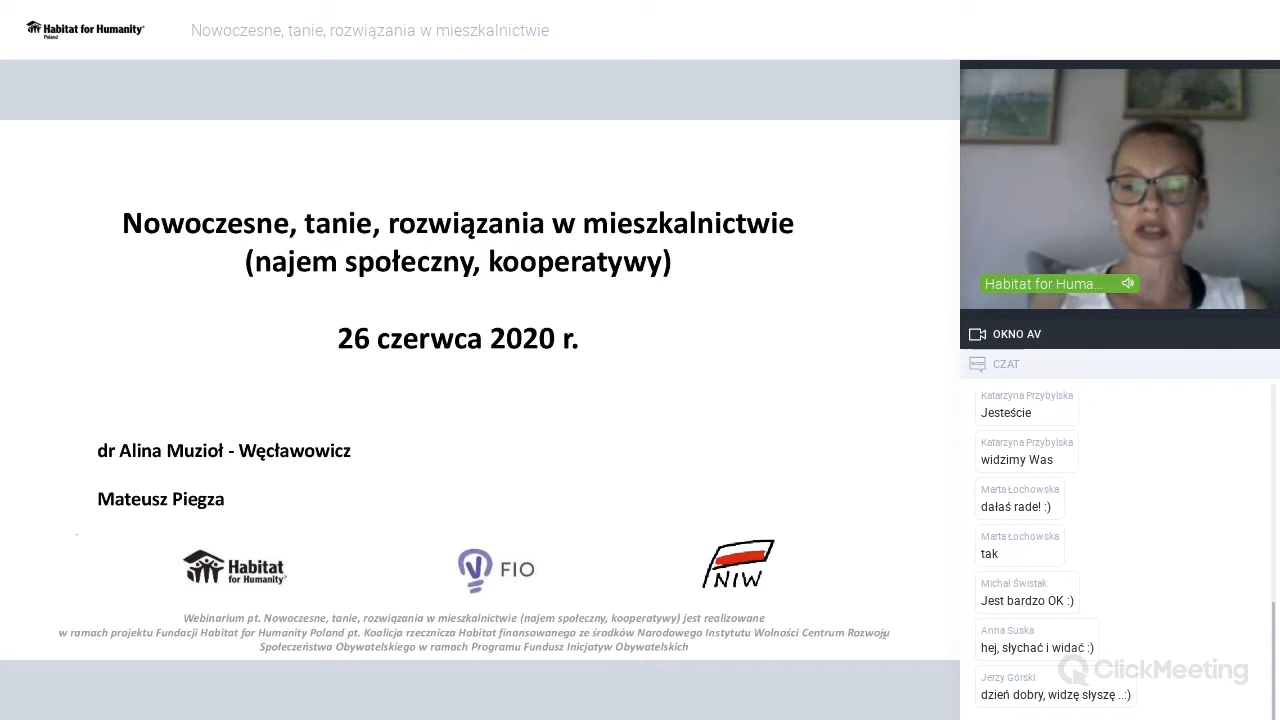 Habitat for Humanity®
Poland
Nowoczesne, tanie, rozwiązania w mieszkalnictwie
Nowoczesne, tanie, rozwiązania w mieszkalnictwie
(najem społeczny, kooperatywy)
26 czerwca 2020 r.
dr Alina Muzioł - Węcławowicz
Mateusz Piegza
Habitat
for Humanity®
FIO
NIW
Webinarium pt. Nowoczesne, tanie, rozwiązania w mieszkalnictwie (najem społeczny, kooperatywy) jest realizowane
w ramach projektu Fundacji Habitat for Humanity Poland pt. Koalicja rzecznicza Habitat finansowanego ze środków Narodowego Instytutu Wolności Centrum Rozwoju
Społeczeństwa Obywatelskiego w ramach Programu Fundusz Inicjatyw Obywatelskich
Habitat for Huma...
OKNO AV
CZAT
Katarzyna Przybylska
Jesteście
Katarzyna Przybylska
widzimy Was
Marta Łochowska
dałaś rade! :)
Marta Łochowska
tak
Michał Świstak
Jest bardzo OK :)
Anna Suska
hej, słychać i widać :)
Jerzy Górski
dzień dobry, widzę słyszę ..:)
ClickMeeting